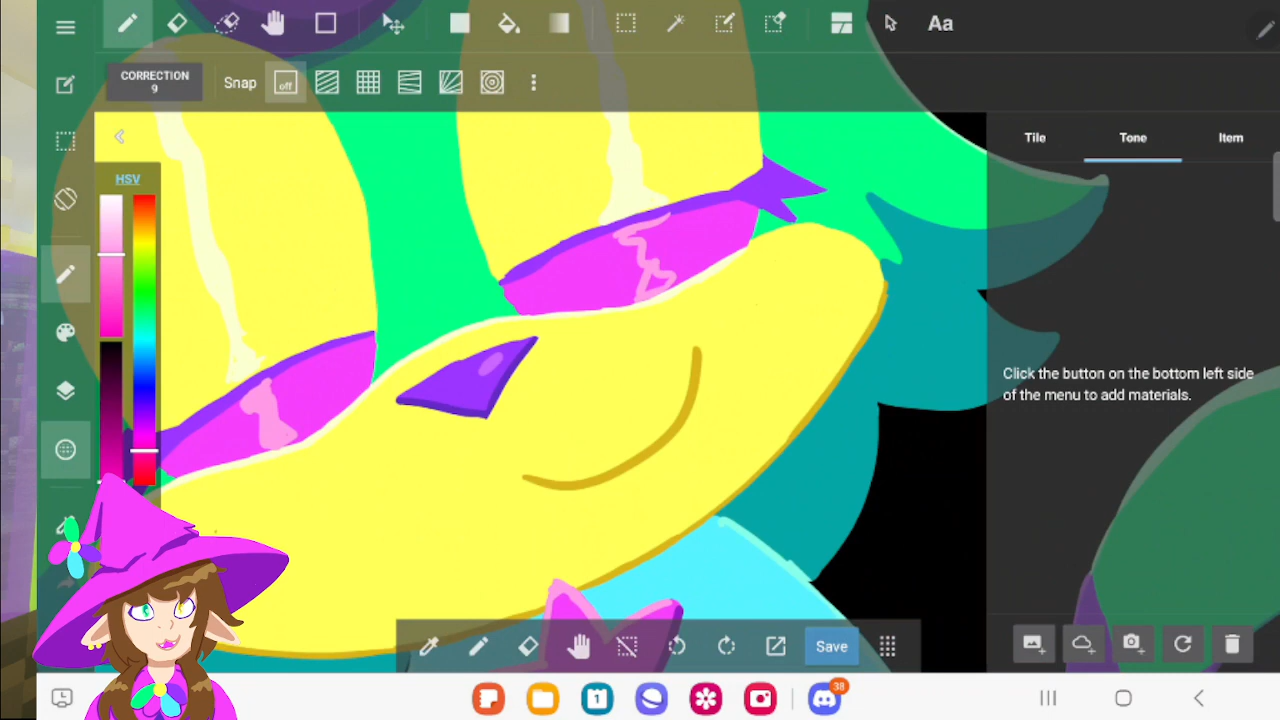 Aa
CORRECTION
9
Snap
off
Tile Tone Item
HSV
Click the button on the bottom left side
of the menu to add materials.
Save
1
38